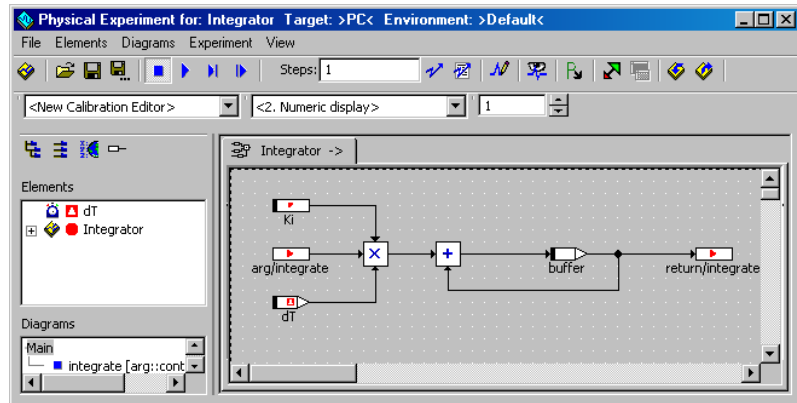 Physical Experiment for: Integrator Target: >PC< Environment: >Default<
File Elements Diagrams Experiment View
Steps: 1
<New Calibration Editor> <2. Numeric display> 1
Integrator ->
Elements
dT
Integrator
Ki
arg/integrate
buffer
return/integrate
dT
Diagrams
Main
integrate [arg::cont